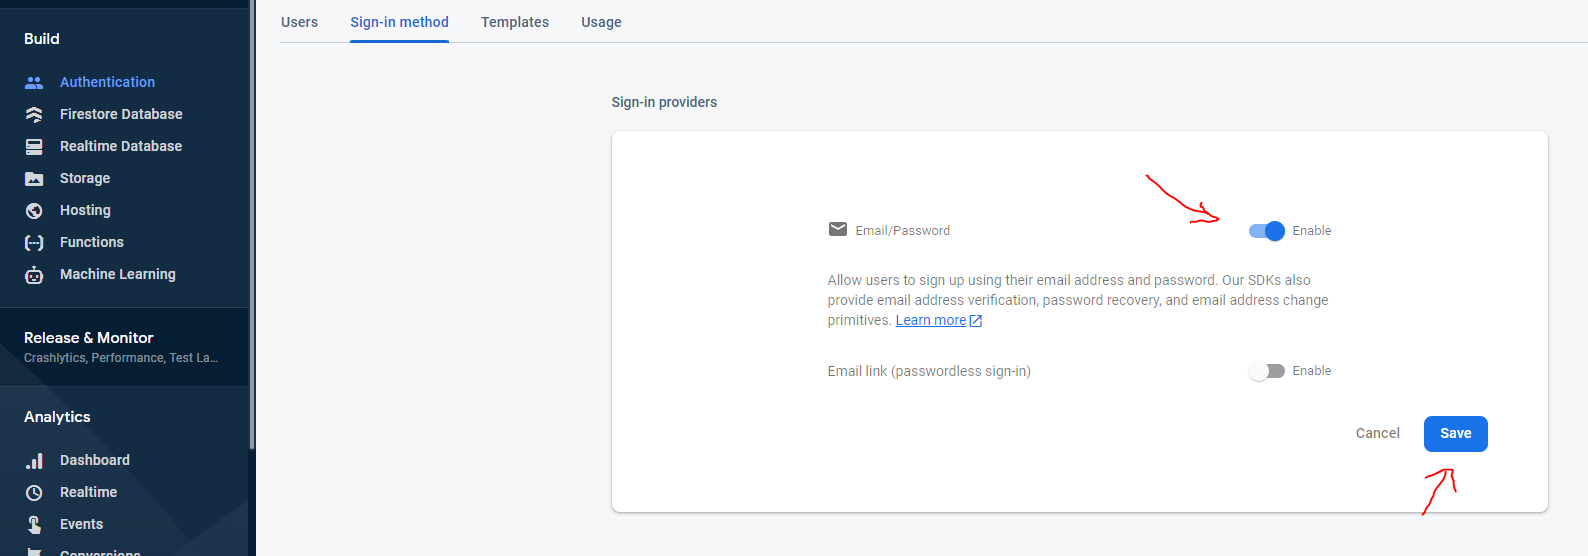 Build
Authentication
Firestore Database
Realtime Database
Storage
Hosting
Functions
Machine Learning
Release & Monitor
Crashlytics, Performance, Test La...
Analytics
Dashboard
Realtime
Events
Conversions
Users Sign-in method Templates Usage
Sign-in providers
Email/Password Enable
Allow users to sign up using their email address and password. Our SDKs also
provide email address verification, password recovery, and email address change
primitives. Learn more
Email link (passwordless sign-in) Enable
Cancel Save